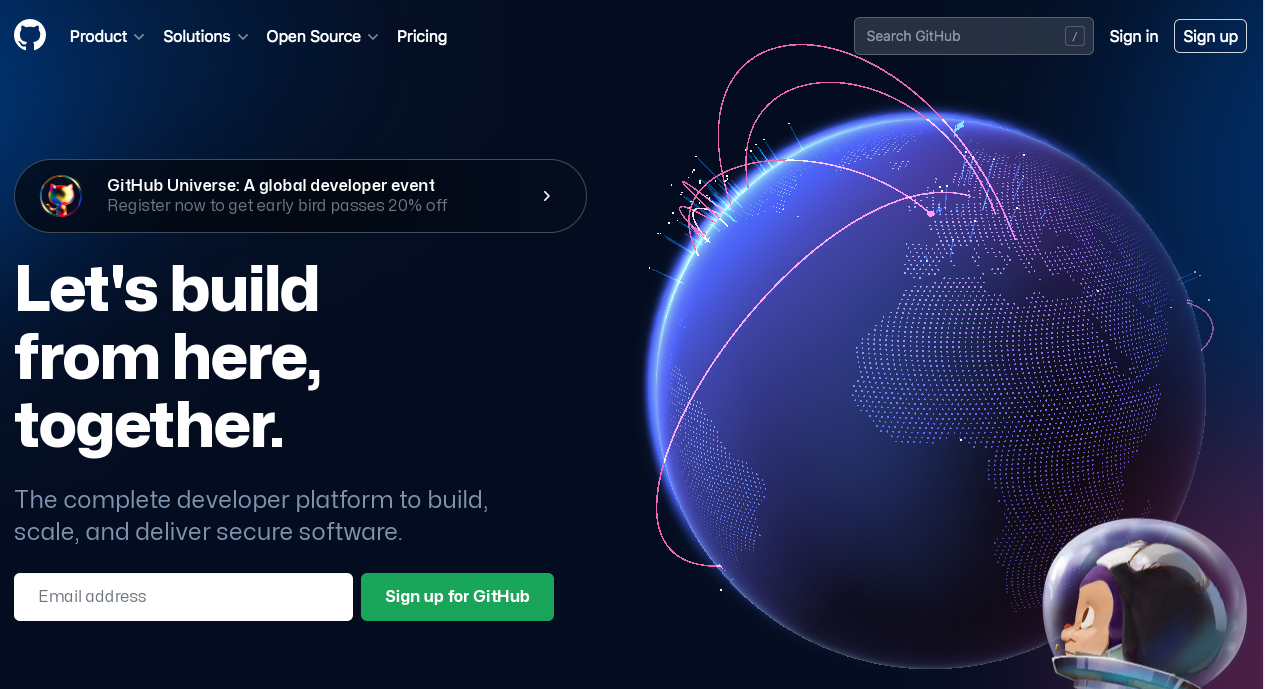 Product Solutions Open Source Pricing Search GitHub / Sign in Sign up
GitHub Universe: A global developer event
Register now to get early bird passes 20% off
Let's build
from here,
together.
The complete developer platform to build,
scale, and deliver secure software.
Email address Sign up for GitHub